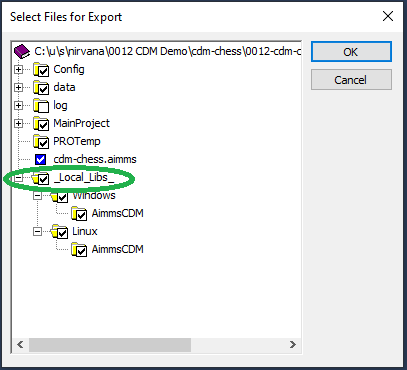 Select Files for Export
C:\u\s\nirvana\0012 CDM Demo\cdm-chess\0012-cdm-c
OK
Config
Cancel
data
log
MainProject
PROTemp
cdm-chess.aimms
_Local_Libs_
Windows
AimmsCDM
Linux
AimmsCDM